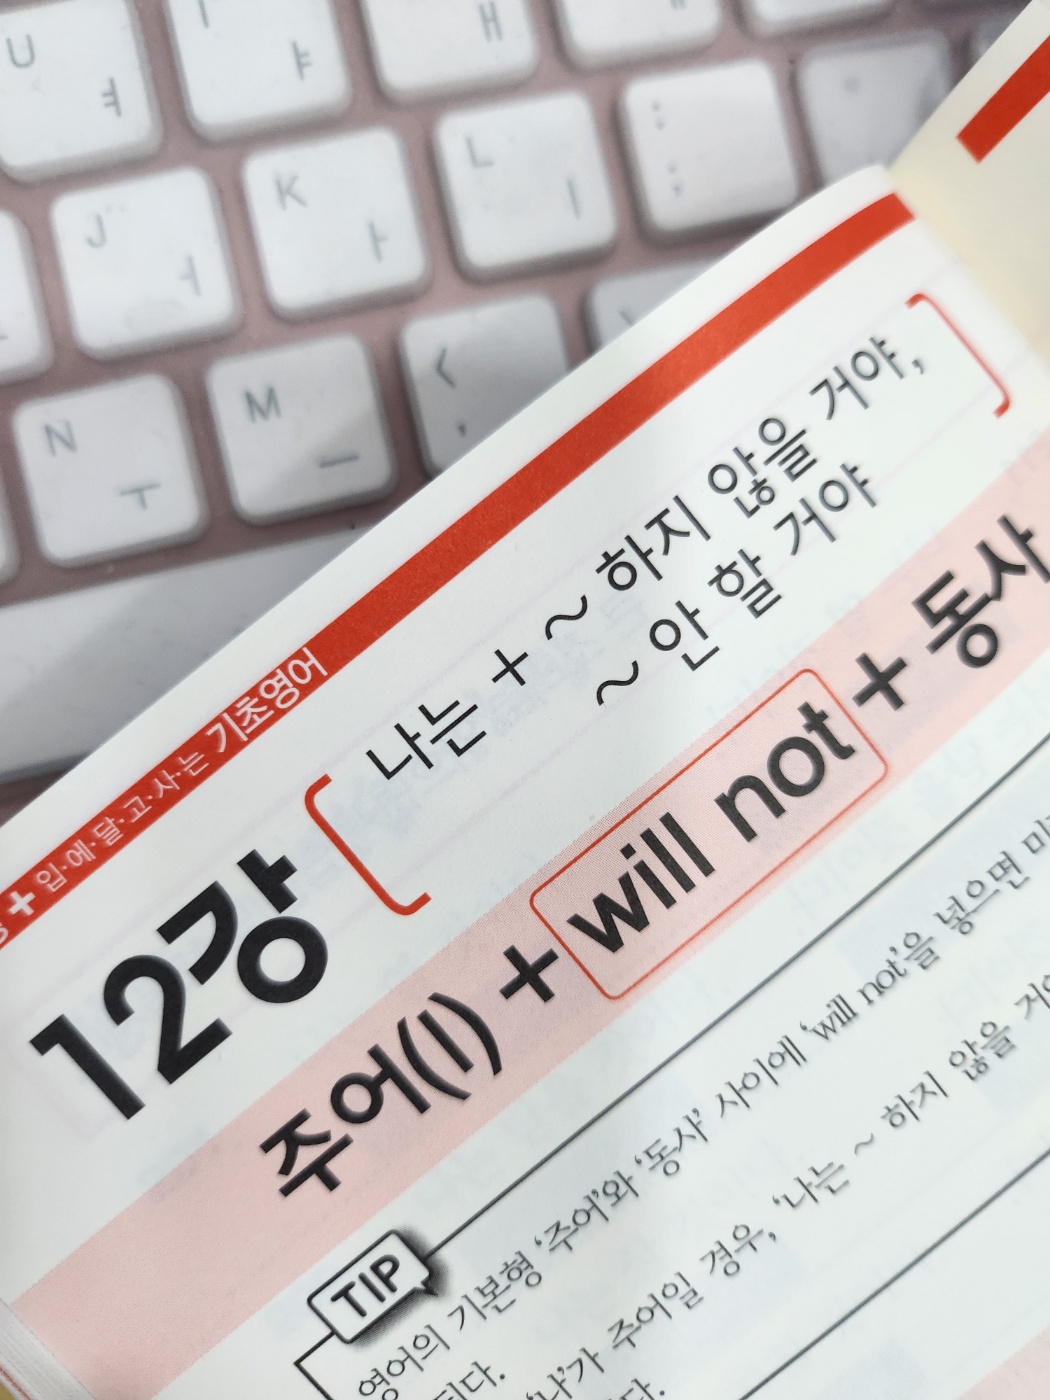 U ㅕ
I ㅑ
ㅐ
J ㅓ
K ㅏ
L ㅣ
: ;
N ㅜ
M ㅡ
< ,
+ 입·에·달·고·사·는 기초영어
12강
나는 + ~ 하지 않을 거야,
~ 안 할 거야
주어(I) + will not + 동사
TIP
영어의 기본형 ‘주어’와 ‘동사’ 사이에 ‘will not’을 넣으면
된다. ‘나’가 주어일 경우, ‘나는 ~ 하지 않을